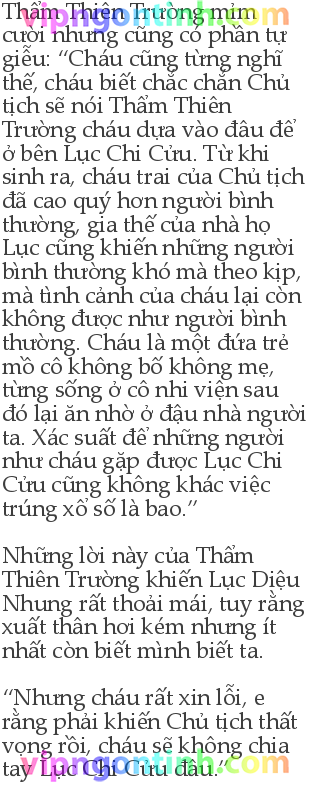 Thẩm Thiên Trường mỉm
cười nhưng cũng có phần tự
giễu: “Cháu cũng từng nghĩ
thế, cháu biết chắc chắn Chủ
tịch sẽ nói Thẩm Thiên
Trường cháu dựa vào đâu để
ở bên Lục Chi Cửu. Từ khi
sinh ra, cháu trai của Chủ tịch
đã cao quý hơn người bình
thường, gia thế của nhà họ
Lục cũng khiến những người
bình thường khó mà theo kịp,
mà tình cảnh của cháu lại còn
không được như người bình
thường. Cháu là một đứa trẻ
mồ cô không bố không mẹ,
từng sống ở cô nhi viện sau
đó lại ăn nhờ ở đậu nhà người
ta. Xác suất để những người
như cháu gặp được Lục Chi
Cửu cũng không khác việc
trúng xổ số là bao.”
Những lời này của Thẩm
Thiên Trường khiến Lục Diệu
Nhung rất thoải mái, tuy rằng
xuất thân hơi kém nhưng ít
nhất còn biết mình biết ta.
“Nhưng cháu rất xin lỗi, e
rằng phải khiến Chủ tịch thất
vọng rồi, cháu sẽ không chia
tay Lục Chi Cửu đâu.”
vipngontinh.com
vipngontinh.com